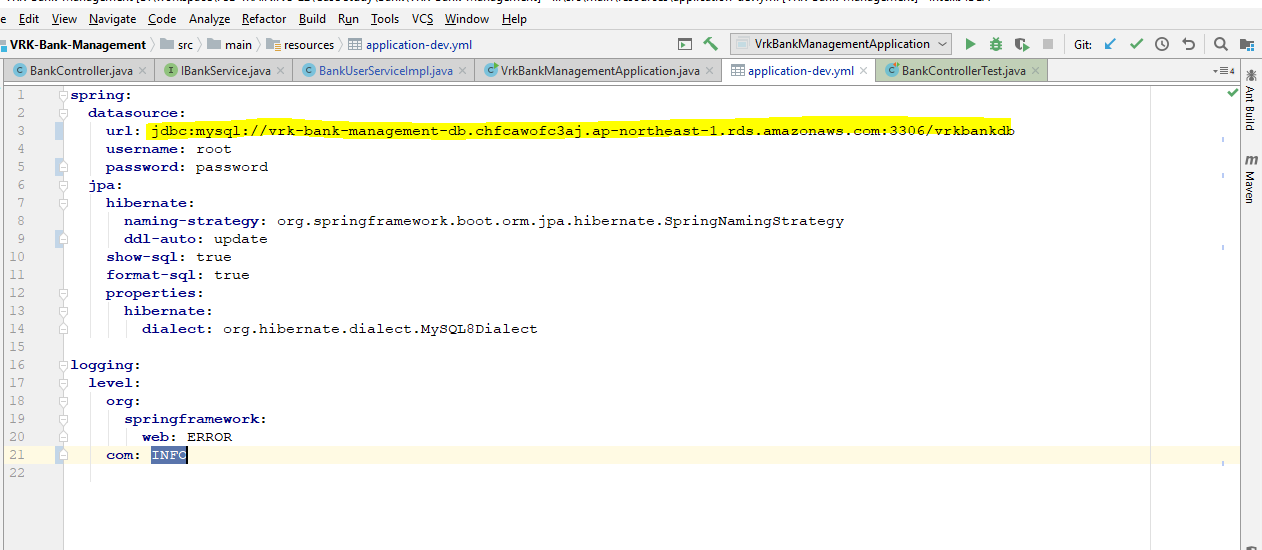 e Edit View Navigate Code Analyze Refactor Build Run Tools VCS Window Help
VRK-Bank-Management src main resources application-dev.yml VrkBankManagementApplication Git:
BankController.java IBankService.java BankUserServiceImpl.java VrkBankManagementApplication.java application-dev.yml BankControllerTest.java 4
1 spring:
2 datasource:
3 url: jdbc:mysql://vrk-bank-management-db.chfcawofc3aj.ap-northeast-1.rds.amazonaws.com:3306/vrkbankdb
4 username: root
5 password: password
6 jpa:
7 hibernate:
8 naming-strategy: org.springframework.boot.orm.jpa.hibernate.SpringNamingStrategy
9 ddl-auto: update
10 show-sql: true
11 format-sql: true
12 properties:
13 hibernate:
14 dialect: org.hibernate.dialect.MySQL8Dialect
15
16 logging:
17 level:
18 org:
19 springframework:
20 web: ERROR
21 com: INFO
22
Ant Build
m Maven